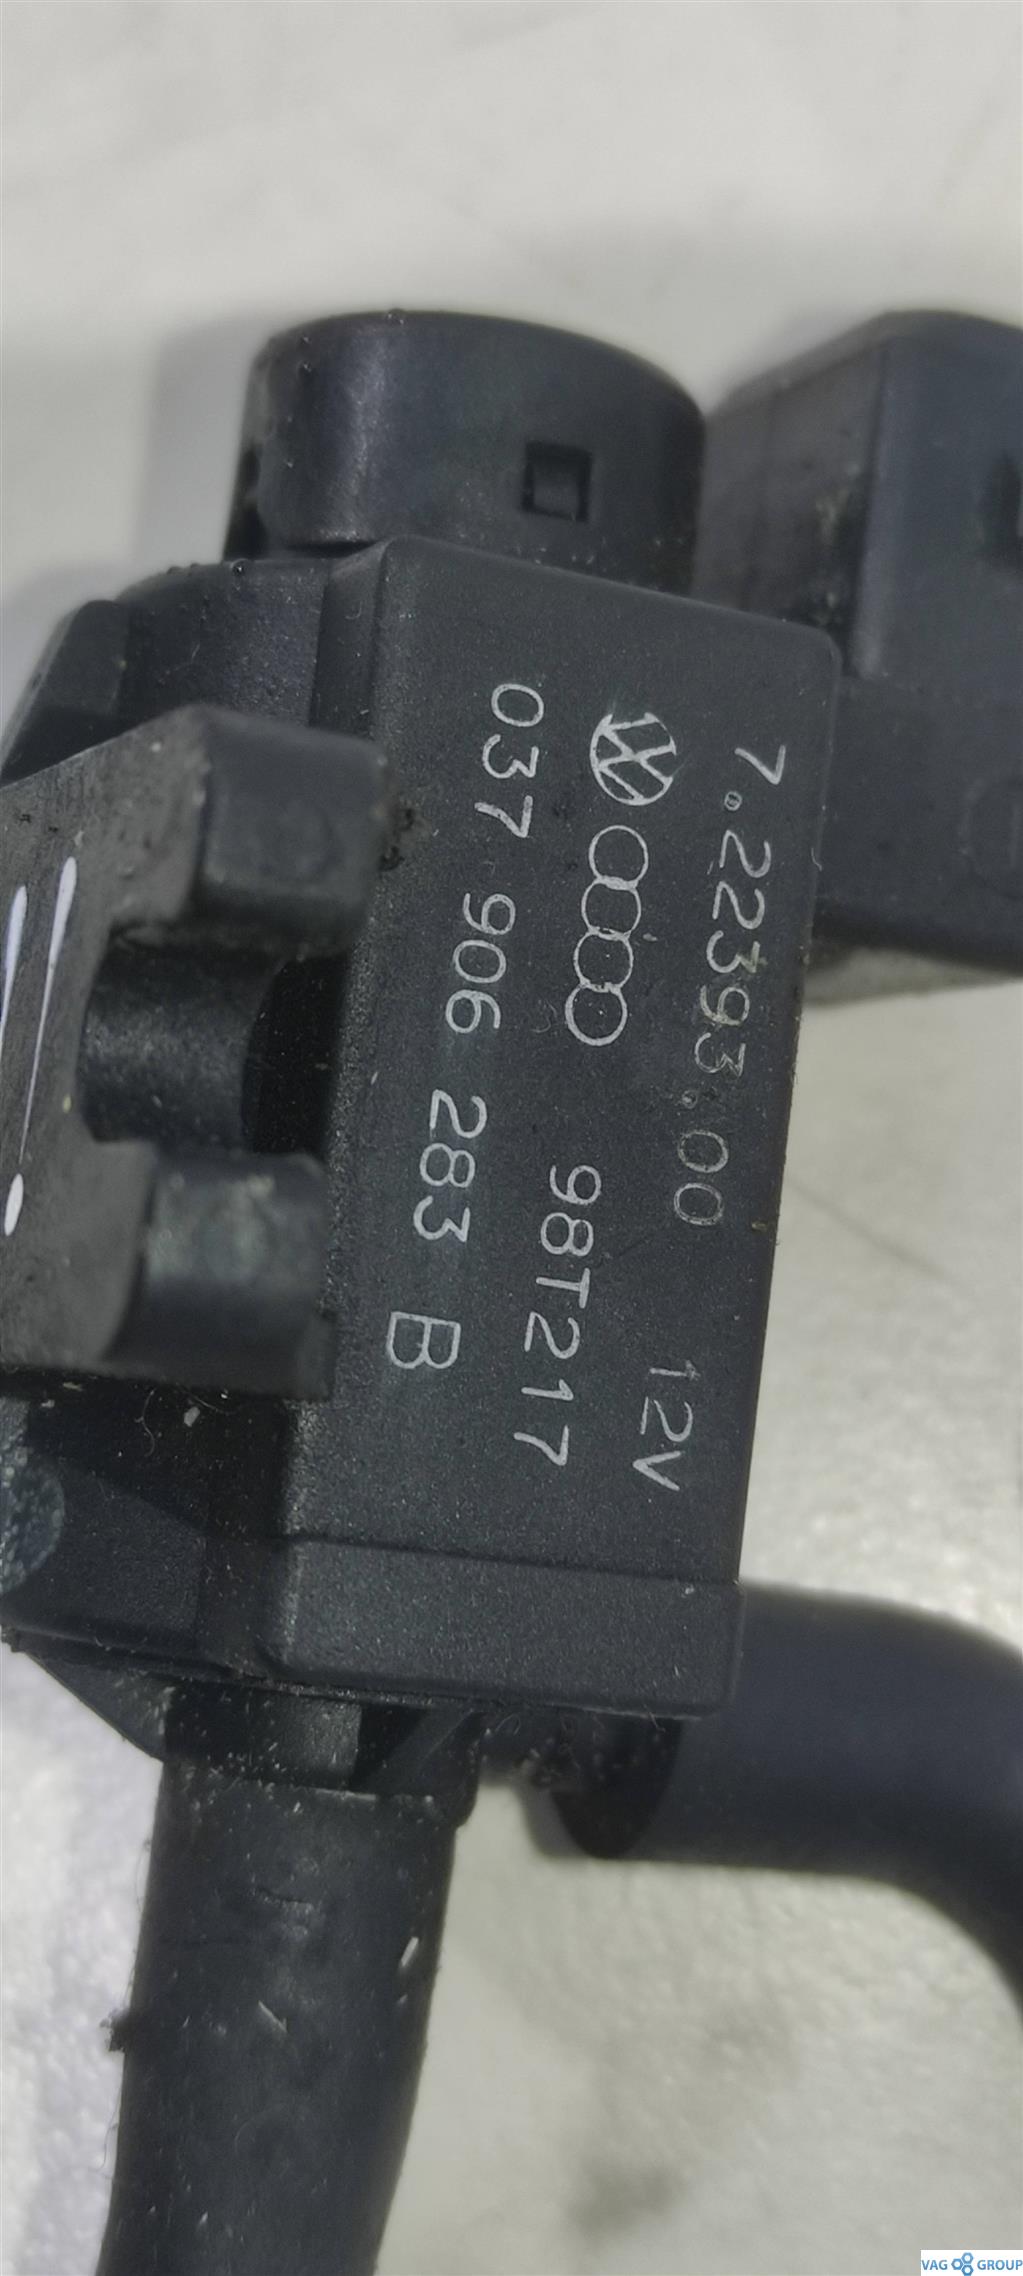 7.22393.00 12V
98T217
037 906 283 B
VAG GROUP